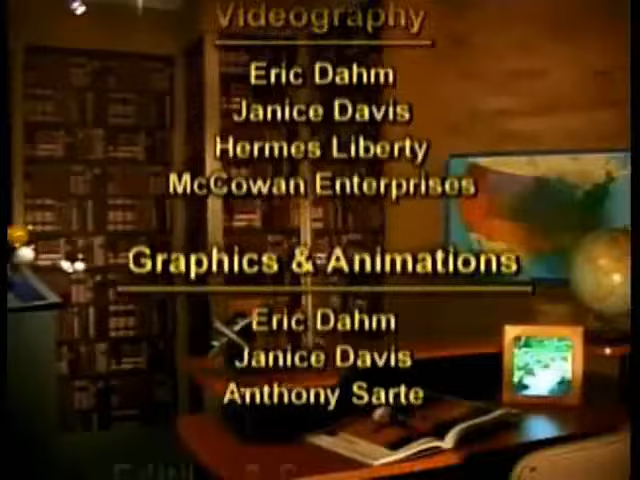 Videography
Eric Dahm
Janice Davis
Hermes Liberty
McCowan Enterprises
Graphics & Animations
Eric Dahm
Janice Davis
Anthony Sarte